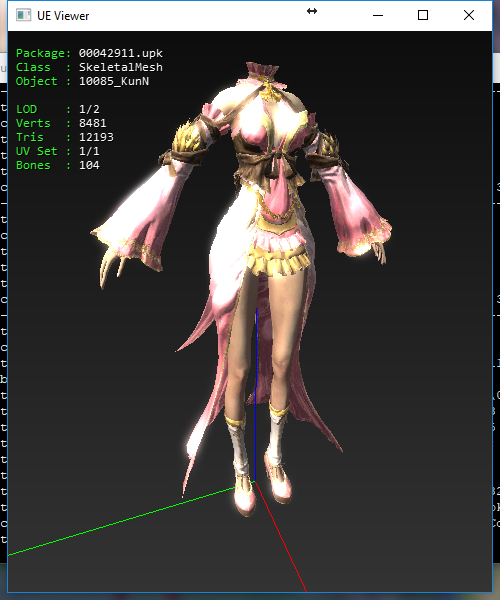 UE Viewer
Package: 00042911.upk
Class  : SkeletalMesh
Object : 10085_KunN
LOD    : 1/2
Verts  : 8481
Tris   : 12193
UV Set : 1/1
Bones  : 104